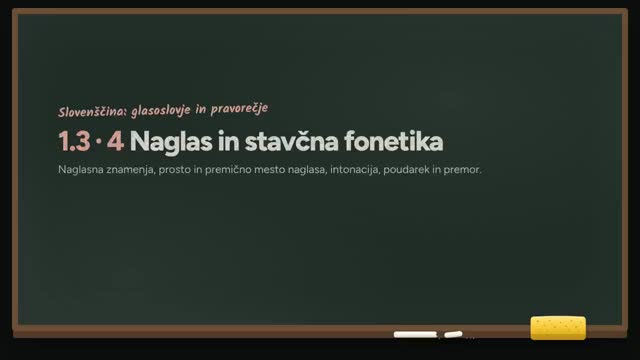 Slovenščina: glasoslovje in pravorečje
1.3 · 4 Naglas in stavčna fonetika
Naglasna znamenja, prosto in premično mesto naglasa, intonacija, poudarek in premor.